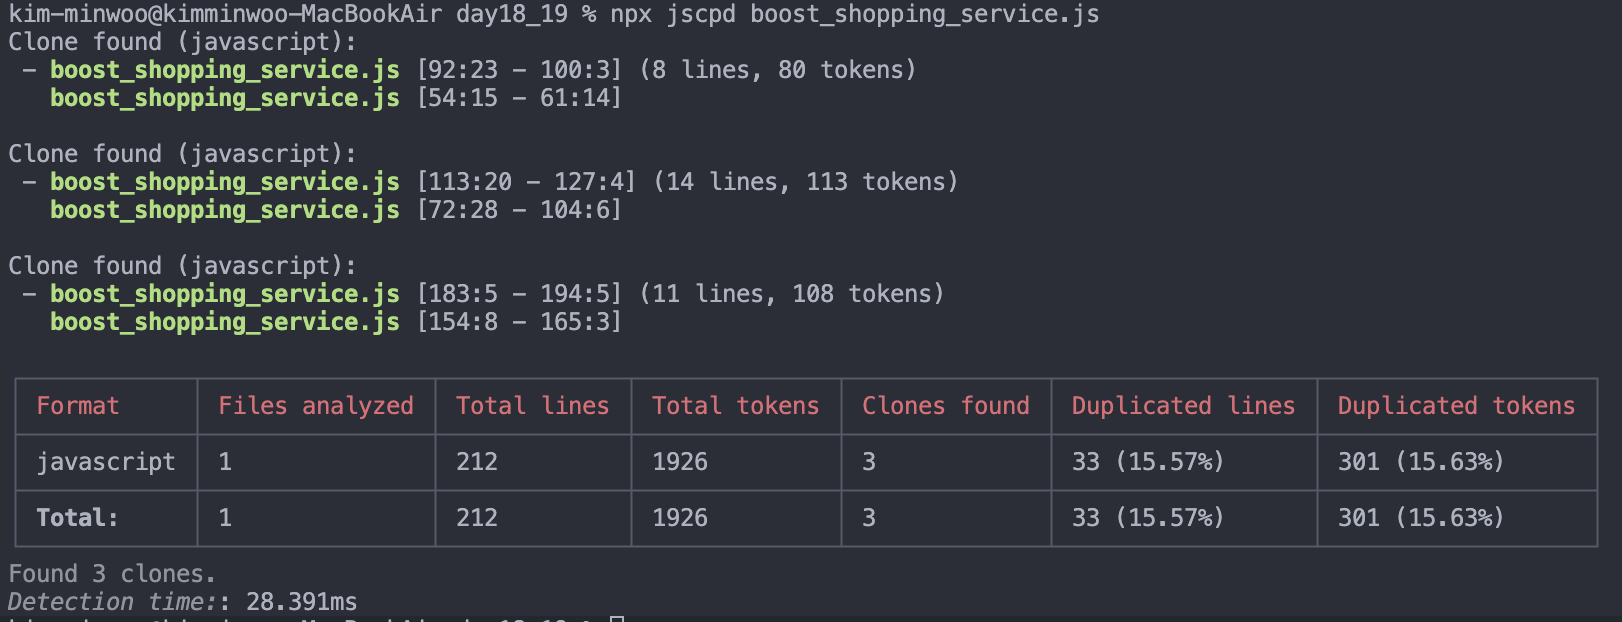 kim-minwoo@kimminwoo-MacBookAir day18_19 % npx jscpd boost_shopping_service.js
Clone found (javascript):
 - boost_shopping_service.js [92:23 - 100:3] (8 lines, 80 tokens)
   boost_shopping_service.js [54:15 - 61:14]

Clone found (javascript):
 - boost_shopping_service.js [113:20 - 127:4] (14 lines, 113 tokens)
   boost_shopping_service.js [72:28 - 104:6]

Clone found (javascript):
 - boost_shopping_service.js [183:5 - 194:5] (11 lines, 108 tokens)
   boost_shopping_service.js [154:8 - 165:3]

Format Files analyzed Total lines Total tokens Clones found Duplicated lines Duplicated tokens
javascript 1 212 1926 3 33 (15.57%) 301 (15.63%)
Total: 1 212 1926 3 33 (15.57%) 301 (15.63%)
Found 3 clones.
Detection time:: 28.391ms